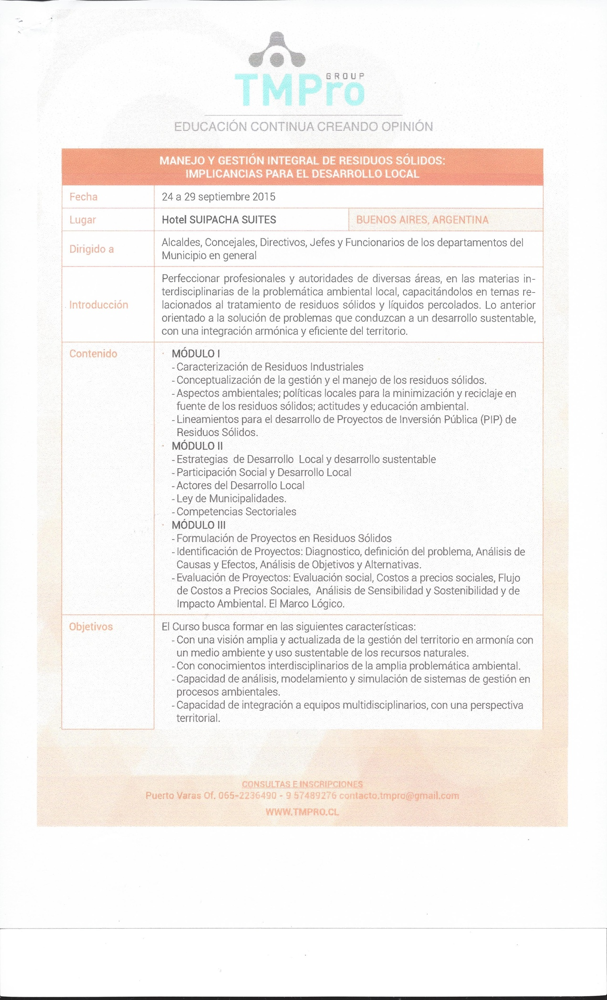 GROUP
TMPro
EDUCACIÓN CONTINUA CREANDO OPINIÓN
MANEJO Y GESTIÓN INTEGRAL DE RESIDUOS SÓLIDOS:
IMPLICANCIAS PARA EL DESARROLLO LOCAL
Fecha
24 a 29 septiembre 2015
Lugar
Hotel SUIPACHA SUITES
BUENOS AIRES, ARGENTINA
Dirigido a
Alcaldes, Concejales, Directivos, Jefes y Funcionarios de los departamentos del
Municipio en general
Introducción
Perfeccionar profesionales y autoridades de diversas áreas, en las materias in-
terdisciplinarias de la problemática ambiental local, capacitándolos en temas re-
lacionados al tratamiento de residuos sólidos y líquidos percolados. Lo anterior
orientado a la solución de problemas que conduzcan a un desarrollo sustentable,
con una integración armónica y eficiente del territorio.
Contenido
· MÓDULO I
- Caracterización de Residuos Industriales
- Conceptualización de la gestión y el manejo de los residuos sólidos.
- Aspectos ambientales; políticas locales para la minimización y reciclaje en
fuente de los residuos sólidos; actitudes y educación ambiental.
- Lineamientos para el desarrollo de Proyectos de Inversión Pública (PIP) de
Residuos Sólidos.
· MÓDULO II
- Estrategias de Desarrollo Local y desarrollo sustentable
- Participación Social y Desarrollo Local
- Actores del Desarrollo Local
- Ley de Municipalidades.
- Competencias Sectoriales
· MÓDULO III
- Formulación de Proyectos en Residuos Sólidos
- Identificación de Proyectos: Diagnostico, definición del problema, Análisis de
Causas y Efectos, Análisis de Objetivos y Alternativas.
- Evaluación de Proyectos: Evaluación social, Costos a precios sociales, Flujo
de Costos a Precios Sociales, Análisis de Sensibilidad y Sostenibilidad y de
Impacto Ambiental. El Marco Lógico.
Objetivos
El Curso busca formar en las siguientes características:
- Con una visión amplia y actualizada de la gestión del territorio en armonía con
un medio ambiente y uso sustentable de los recursos naturales.
- Con conocimientos interdisciplinarios de la amplia problemática ambiental.
- Capacidad de análisis, modelamiento y simulación de sistemas de gestión en
procesos ambientales.
- Capacidad de integración a equipos multidisciplinarios, con una perspectiva
territorial.
CONSULTAS E INSCRIPCIONES
Puerto Varas Of. 065-2236490 - 9 57489276 contacto.tmpro@gmail.com
WWW.TMPRO.CL